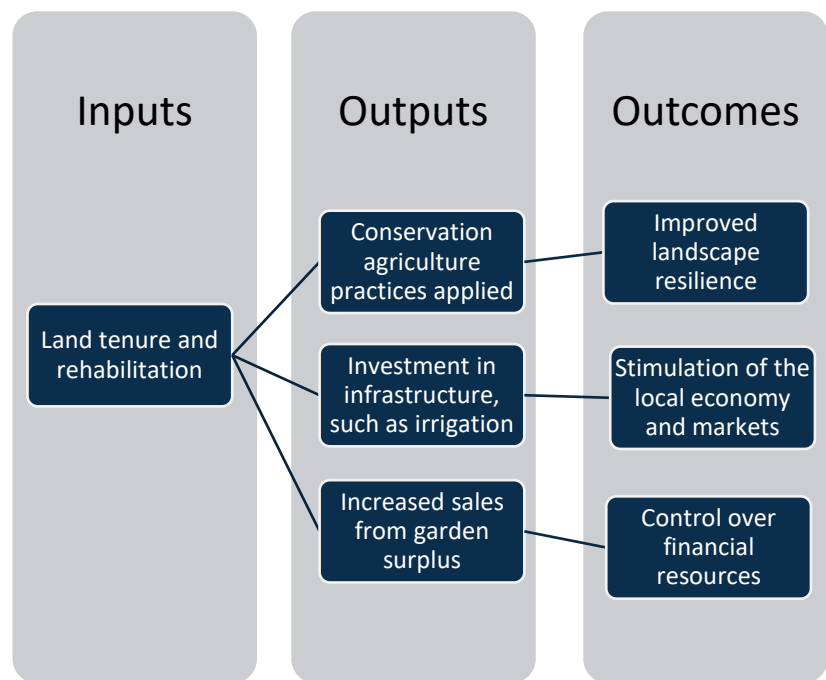 Inputs
Outputs
Outcomes
Land tenure and
rehabilitation
Conservation
agriculture
practices applied
Investment in
infrastructure,
such as irrigation
Increased sales
from garden
surplus
Improved
landscape
resilience
Stimulation of the
local economy
and markets
Control over
financial
resources